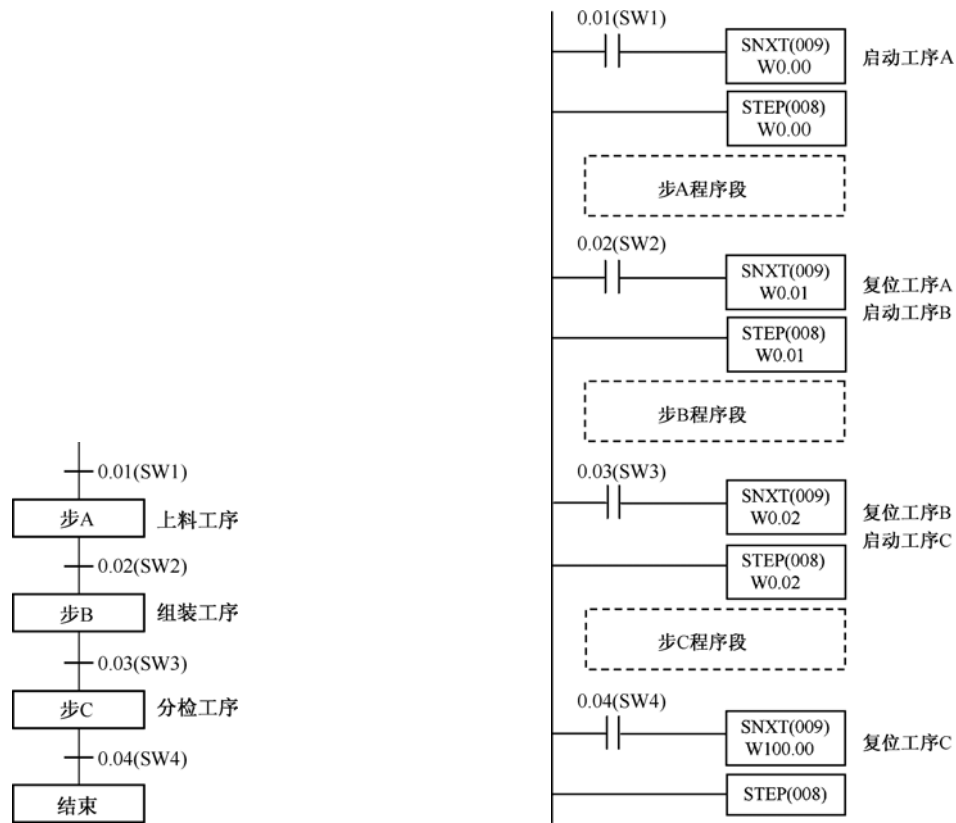 0.01(SW1)
步A
上料工序
0.02(SW2)
步B
组装工序
0.03(SW3)
步C
分检工序
0.04(SW4)
结束
0.01(SW1)
SNXT(009)
W0.00
启动工序A
STEP(008)
W0.00
步A程序段
0.02(SW2)
SNXT(009)
W0.01
复位工序A
启动工序B
STEP(008)
W0.01
步B程序段
0.03(SW3)
SNXT(009)
W0.02
复位工序B
启动工序C
STEP(008)
W0.02
步C程序段
0.04(SW4)
SNXT(009)
W100.00
复位工序C
STEP(008)